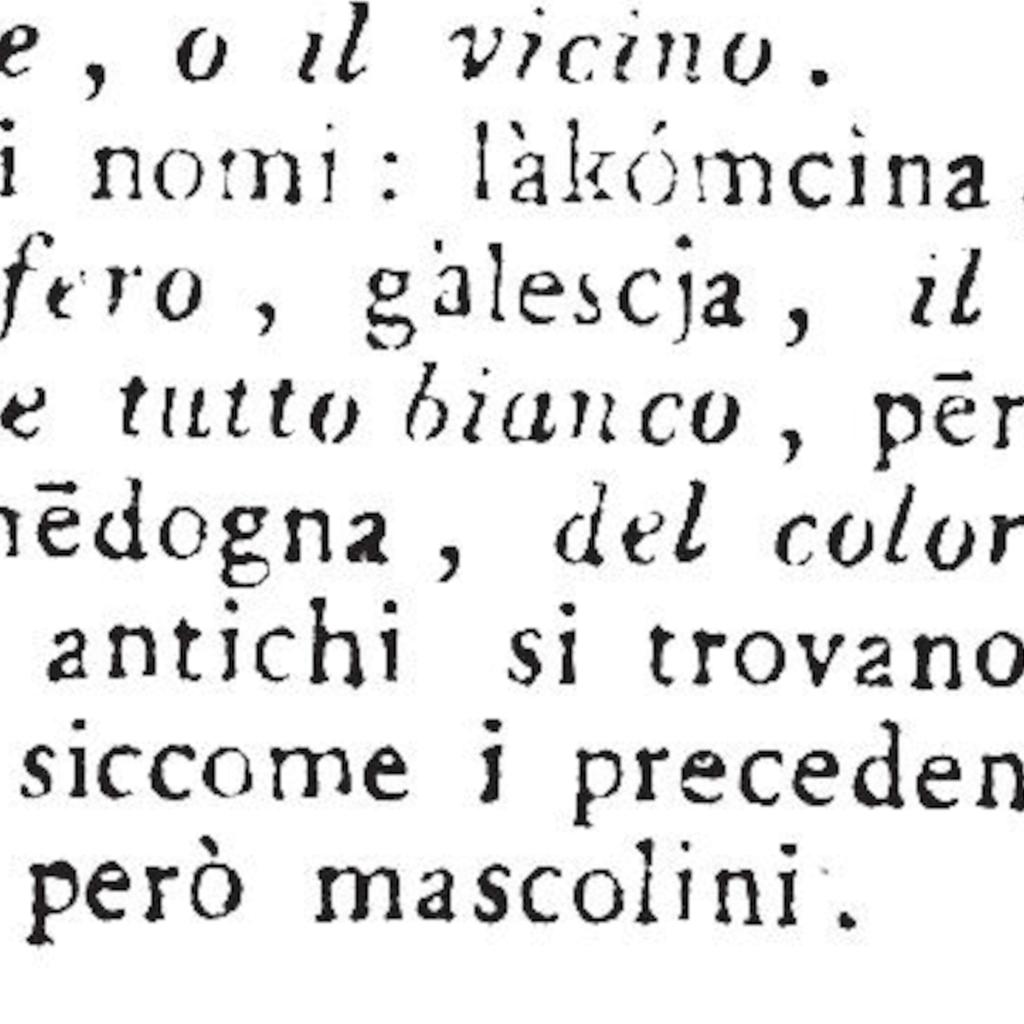 e, o il vicino.
i nomi: làkómcina
fero, gàlescja, il
e tutto bianco, pēr
nēdogna, del color
antichi si trovano
siccome i preceden
però mascolini.